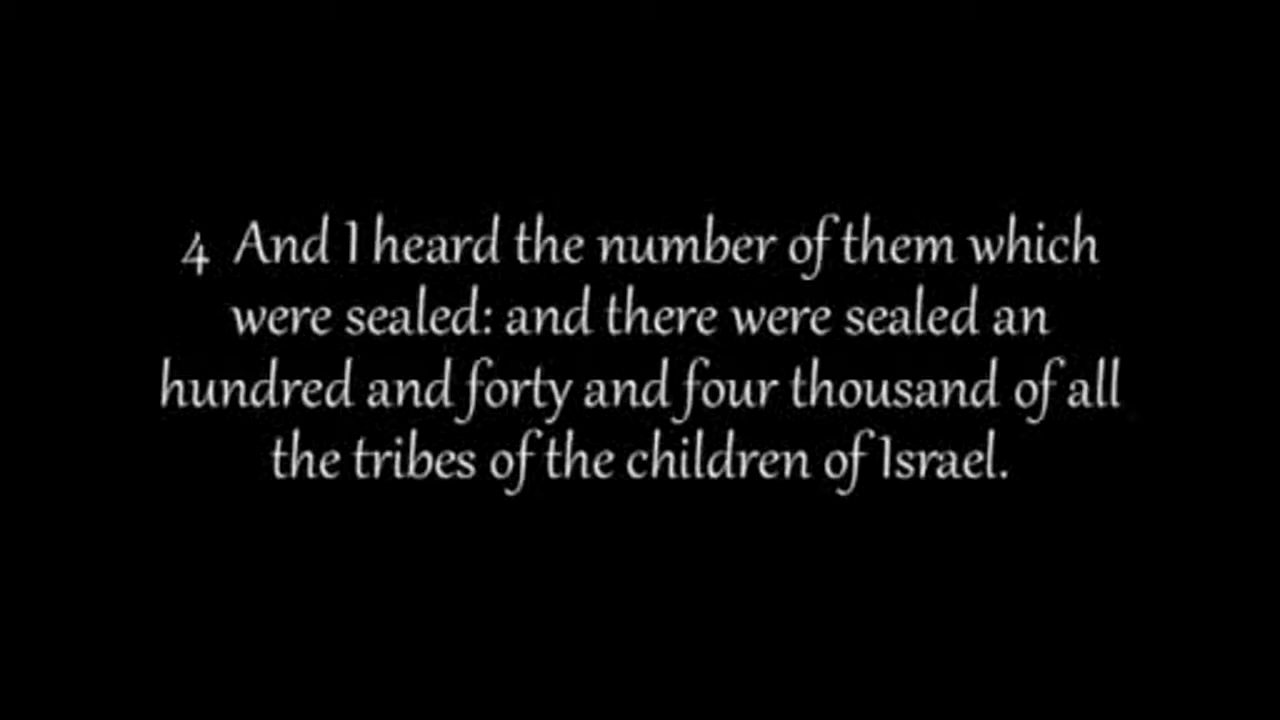 4 And I heard the number of them which
were sealed: and there were sealed an
hundred and forty and four thousand of all
the tribes of the children of Israel.